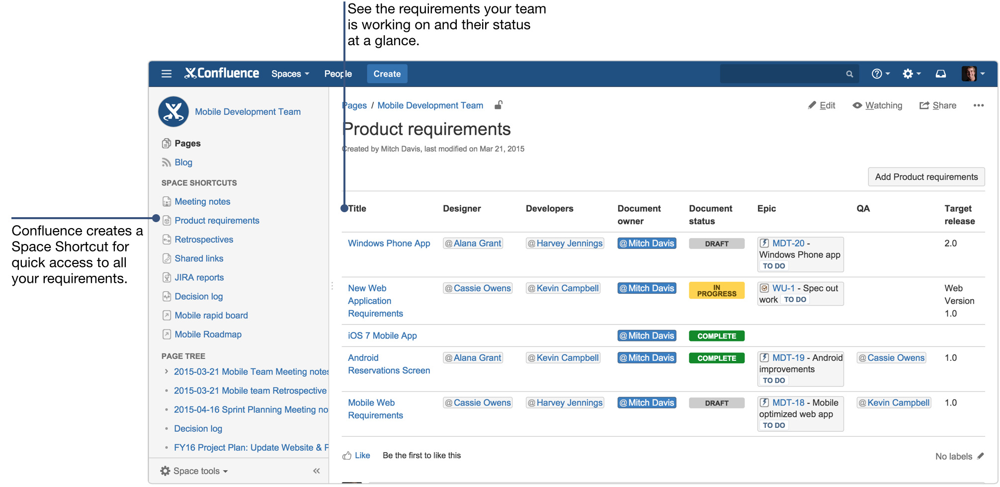 See the requirements your team
is working on and their status
at a glance.
Confluence Spaces People Create
Mobile Development Team
Pages
Blog
SPACE SHORTCUTS
Meeting notes
Product requirements
Retrospectives
Shared links
JIRA reports
Decision log
Mobile rapid board
Mobile Roadmap
PAGE TREE
2015-03-21 Mobile Team Meeting notes
2015-03-21 Mobile team Retrospective
2015-04-16 Sprint Planning Meeting no
Decision log
FY16 Project Plan: Update Website & P
Space tools
Confluence creates a
Space Shortcut for
quick access to all
your requirements.
Pages / Mobile Development Team
Edit Watching Share
Product requirements
Created by Mitch Davis, last modified on Mar 21, 2015
Add Product requirements
Title Designer Developers Document owner Document status Epic QA Target release
Windows Phone App @Alana Grant @Harvey Jennings @Mitch Davis DRAFT MDT-20 - Windows Phone app TO DO 2.0
New Web Application Requirements @Cassie Owens @Kevin Campbell @Mitch Davis IN PROGRESS WU-1 - Spec out work TO DO Web Version 1.0
iOS 7 Mobile App @Mitch Davis COMPLETE
Android Reservations Screen @Alana Grant @Kevin Campbell @Mitch Davis COMPLETE MDT-19 - Android improvements TO DO @Cassie Owens 1.0
Mobile Web Requirements @Cassie Owens @Harvey Jennings @Mitch Davis DRAFT MDT-18 - Mobile optimized web app TO DO @Kevin Campbell 1.0
Like Be the first to like this
No labels